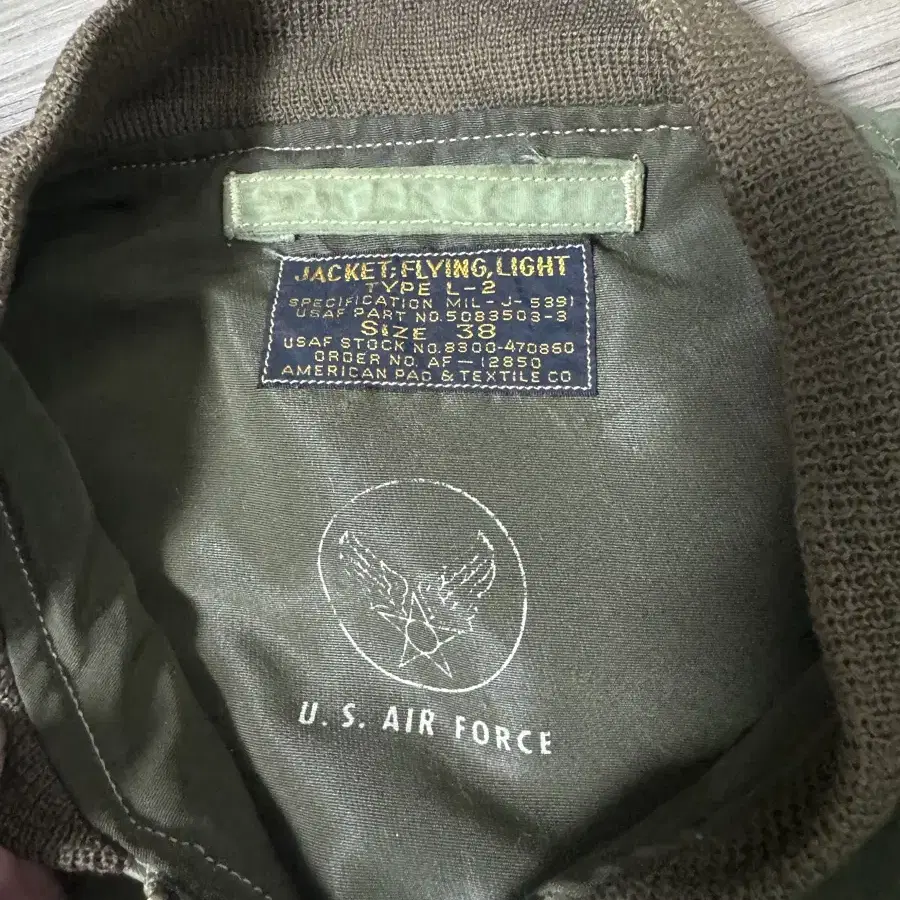 JACKET, FLYING, LIGHT
TYPE L-2
SPECIFICATION MIL-J-5391
USAF PART NO. 5083503-3
SIZE 38
USAF STOCK NO. 8300-470860
ORDER NO. AF-12850
AMERICAN PAD & TEXTILE CO
U. S. AIR FORCE